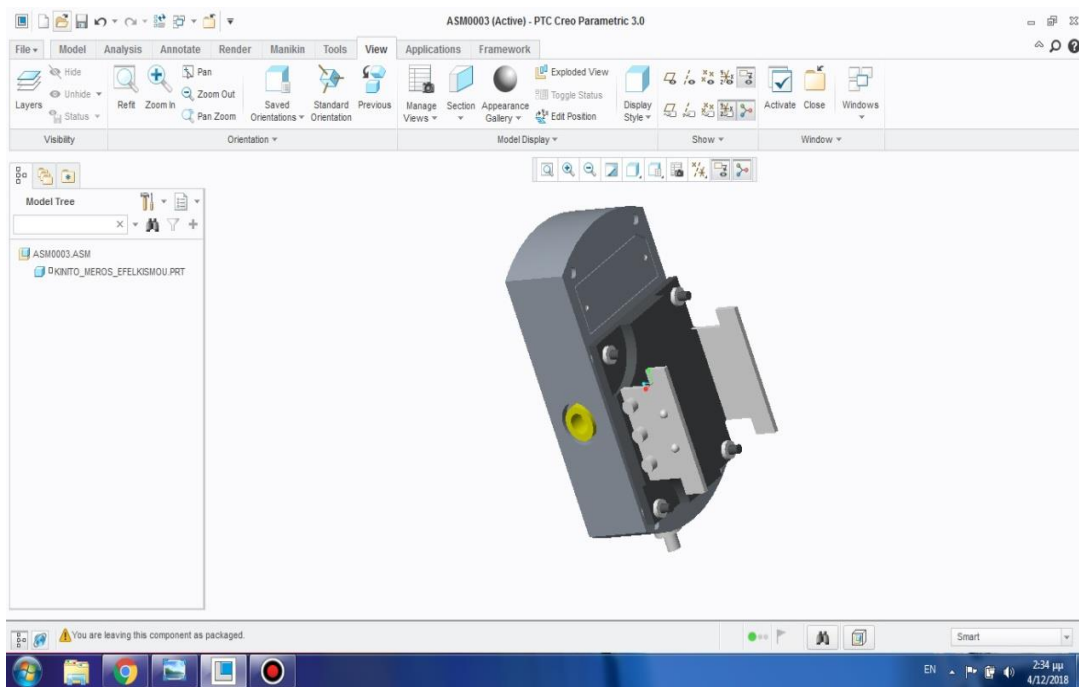 ASM0003 (Active) - PTC Creo Parametric 3.0
File Model Analysis Annotate Render Manikin Tools View Applications Framework
Layers Hide Unhide Status Refit Zoom In Pan Zoom Out Pan Zoom Saved Orientations Standard Orientation Previous Manage Views Section Appearance Gallery Exploded View Toggle Status Edit Position Display Style Activate Close Windows
Visibility Orientation Model Display Show Window
Model Tree
ASM0003.ASM
KINITO_MEROS_EFELKISMOU.PRT
You are leaving this component as packaged.
Smart
EN 2:34 μμ
4/12/2018